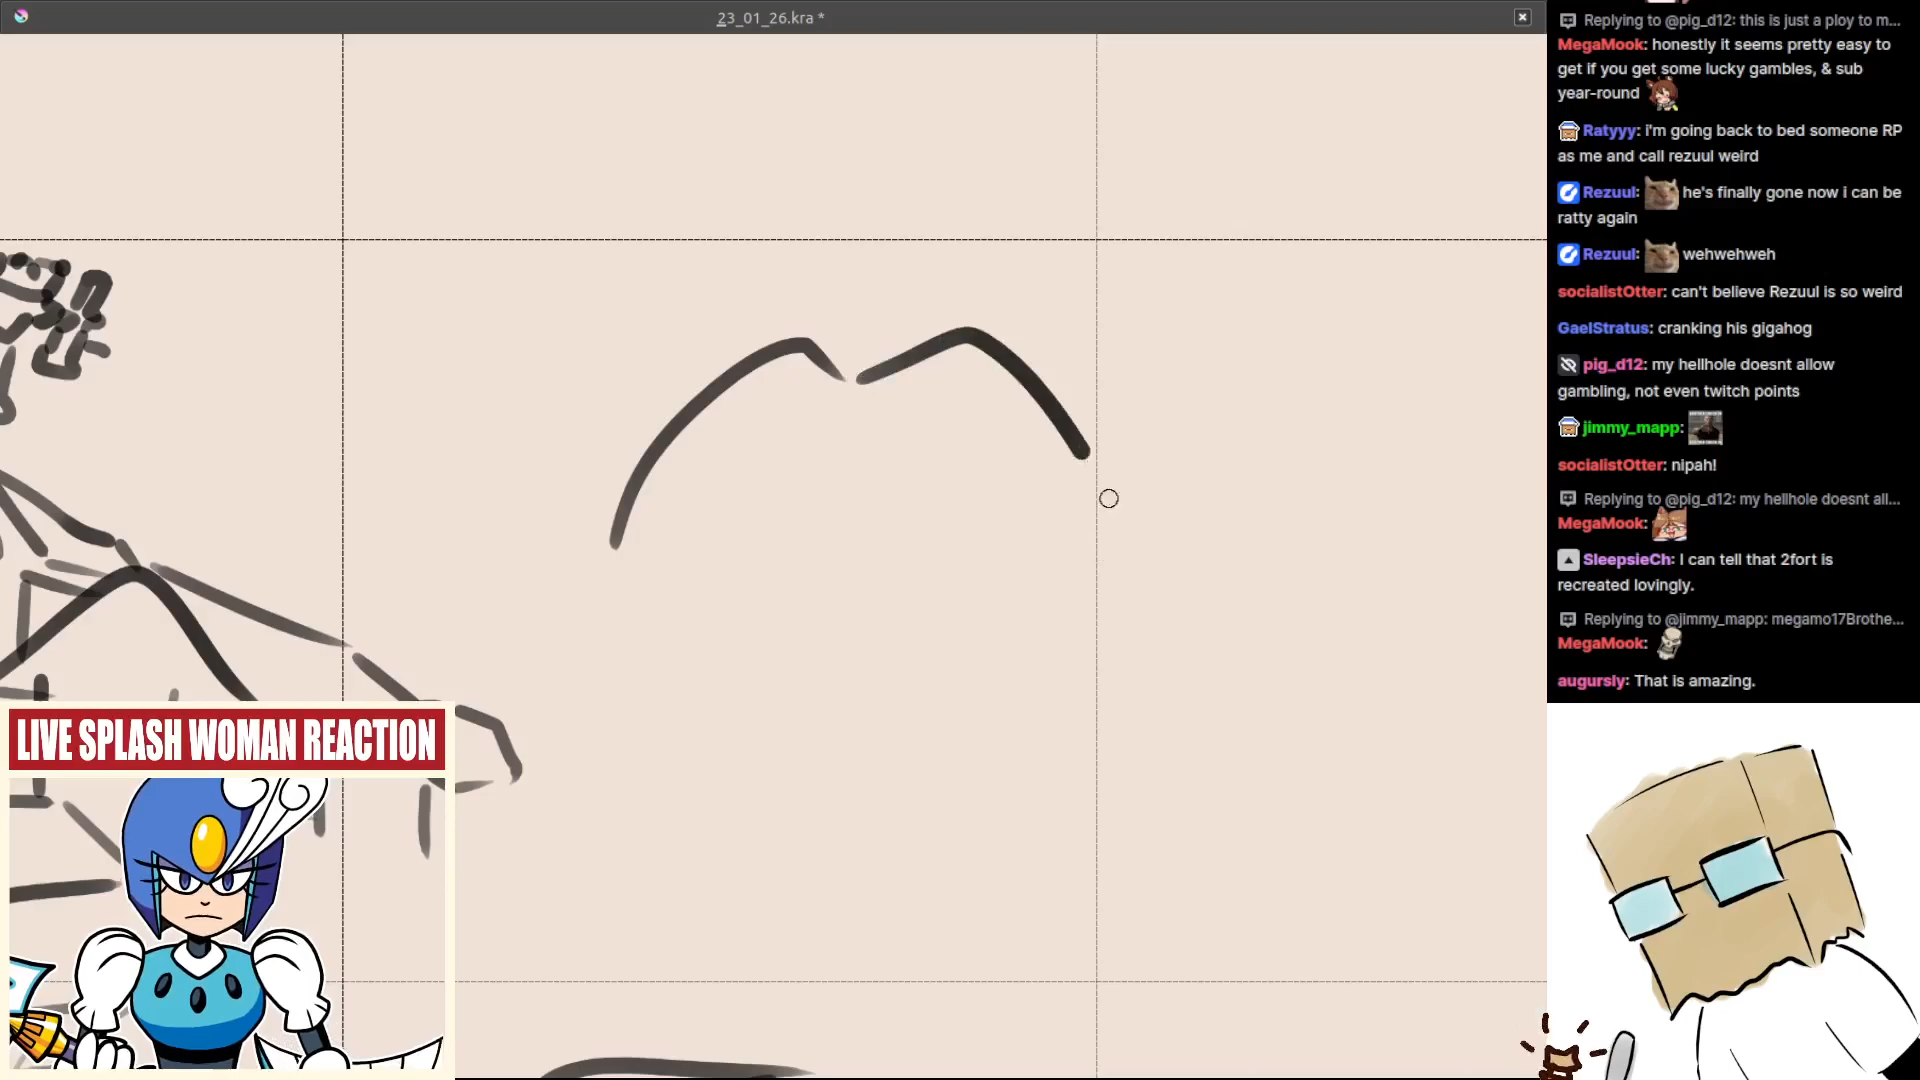 23_01_26.kra *
Replying to @pig_d12: this is just a ploy to m...
MegaMook: honestly it seems pretty easy to
get if you get some lucky gambles, & sub
year-round
Ratyyy: i'm going back to bed someone RP
as me and call rezuul weird
Rezuul: he's finally gone now i can be
ratty again
Rezuul: wehwehweh
socialistOtter: can't believe Rezuul is so weird
GaelStratus: cranking his gigahog
pig_d12: my hellhole doesnt allow
gambling, not even twitch points
jimmy_mapp:
socialistOtter: nipah!
Replying to @pig_d12: my hellhole doesnt all...
MegaMook:
SleepsieCh: I can tell that 2fort is
recreated lovingly.
Replying to @jimmy_mapp: megamo17Brothe...
MegaMook:
augursly: That is amazing.
LIVE SPLASH WOMAN REACTION